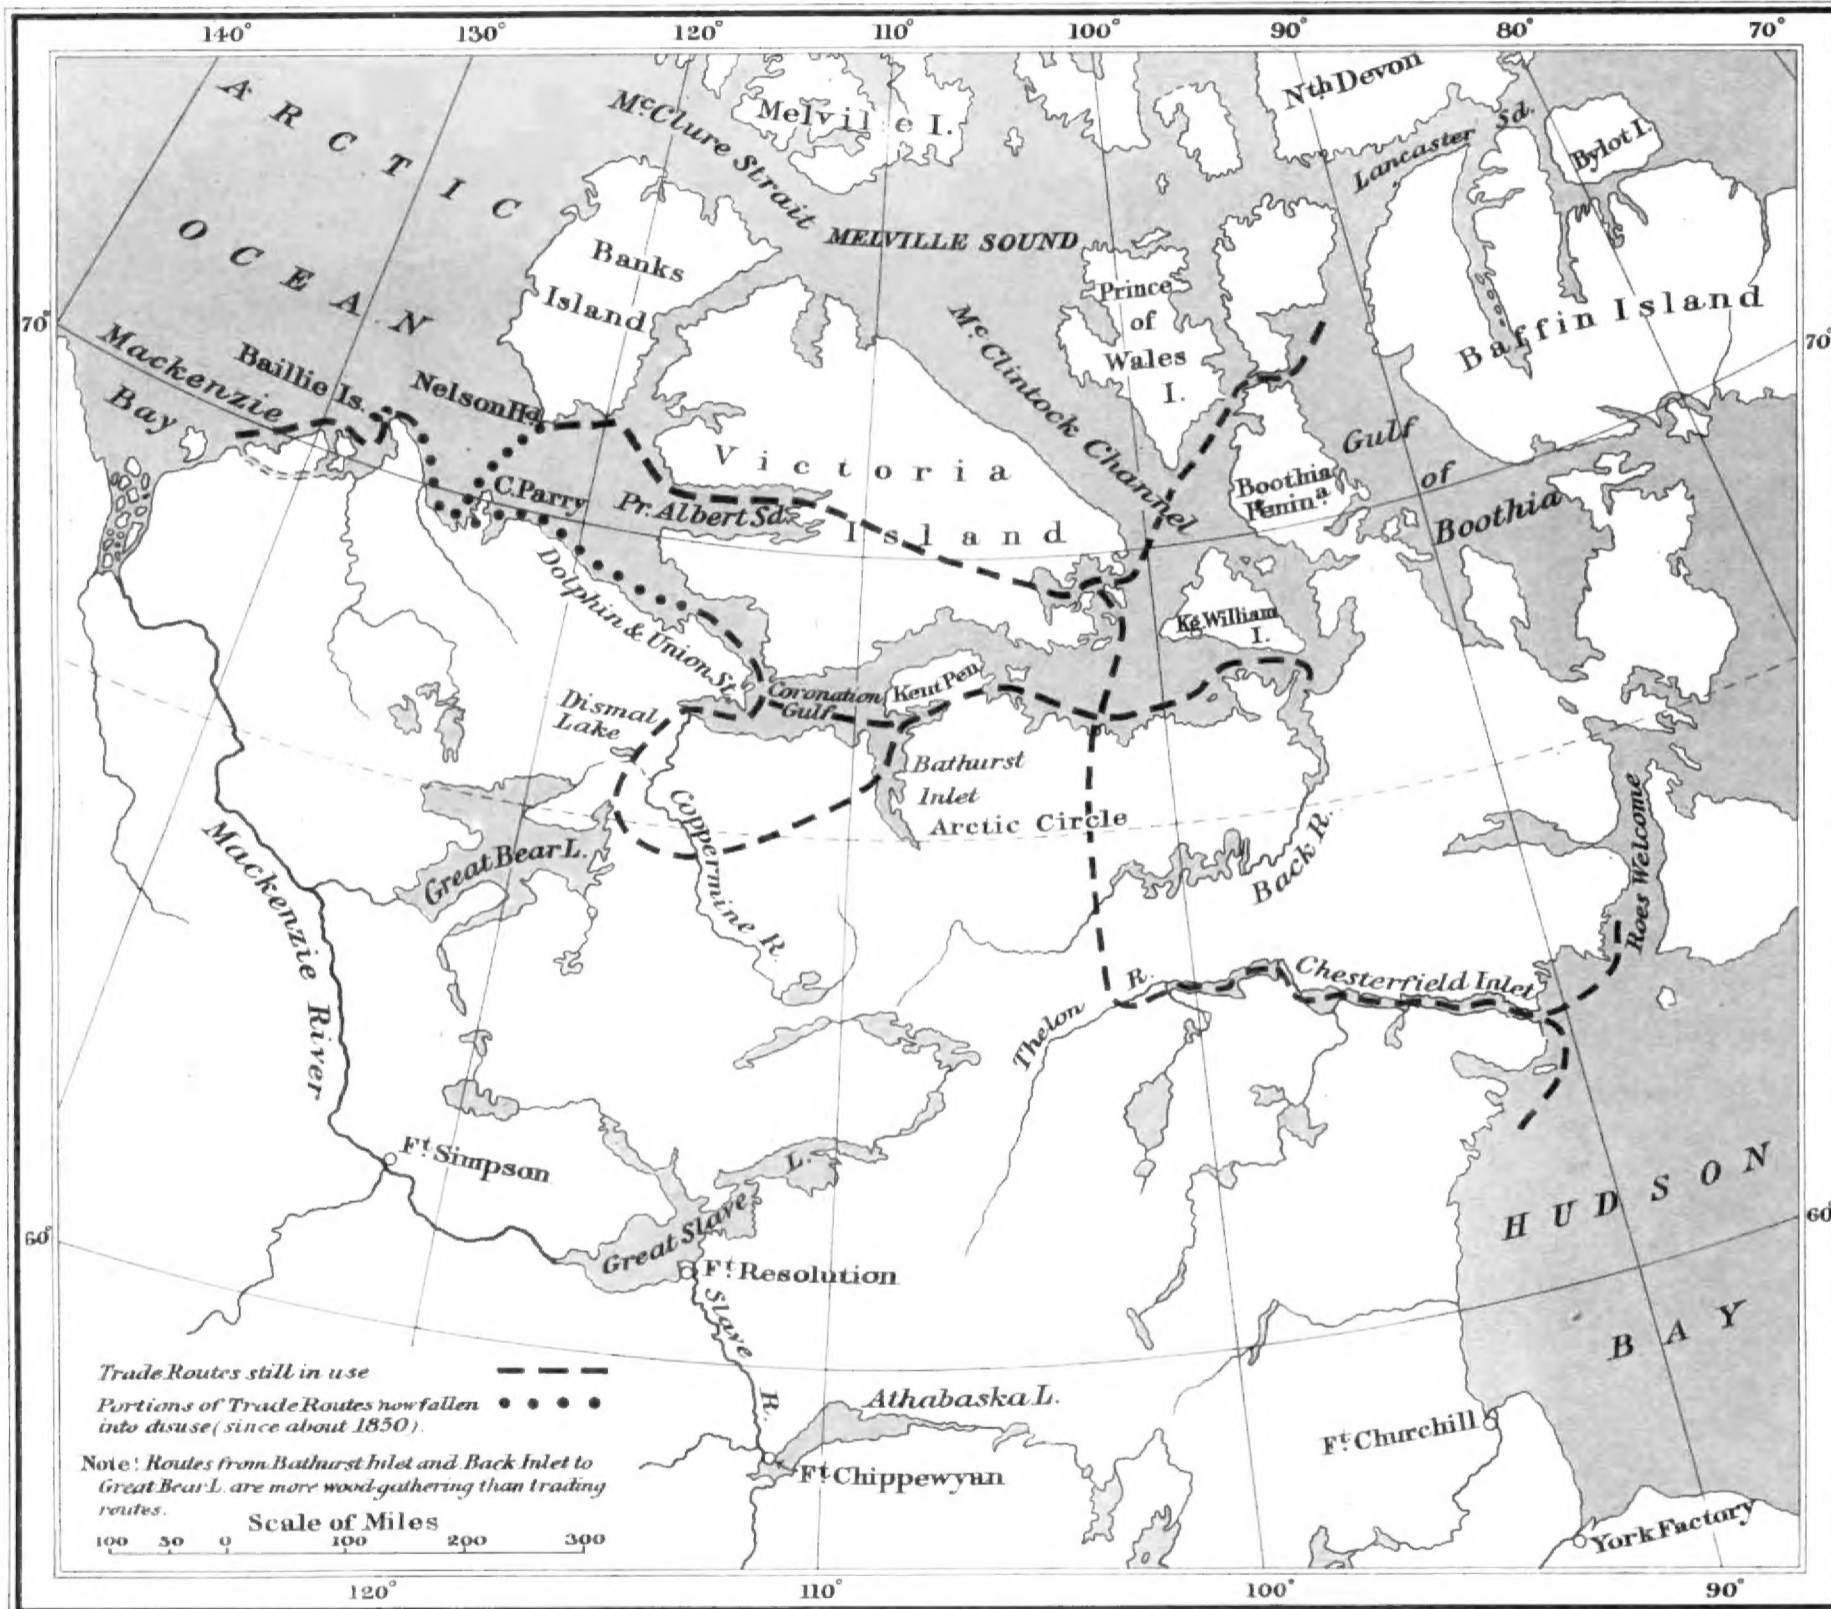 140° 130° 120° 110° 100° 90° 80° 70°
ARCTIC
OCEAN
McClure Strait
Melville I.
Nth Devon
Lancaster Sd.
Bylot I.
MELVILLE SOUND
Banks
Island
Prince
of
Wales
I.
McClintock Channel
Baffin Island
70°
70°
Mackenzie
Bay
Baillie Is.
Nelson Hd.
C. Parry
Pr. Albert Sd.
Victoria
Island
Boothia
Penina
Gulf
of
Boothia
Dolphin & Union St.
Kg. William
I.
Dismal
Lake
Coronation
Gulf
Kent Pen.
Bathurst
Inlet
Arctic Circle
Great Bear L.
Coppermine R.
Back R.
Roes Welcome
Mackenzie River
Thelon R.
Chesterfield Inlet
Ft. Simpson
Great Slave L.
Ft. Resolution
Slave R.
HUDSON
BAY
60°
60°
Athabaska L.
Ft. Chippewyan
Ft. Churchill
York Factory
Trade Routes still in use
Portions of Trade Routes now fallen
into disuse (since about 1850).
Note: Routes from Bathurst Inlet and Back Inlet to
Great Bear L. are more wood-gathering than trading
routes.
Scale of Miles
100 50 0 100 200 300
120° 110° 100° 90°